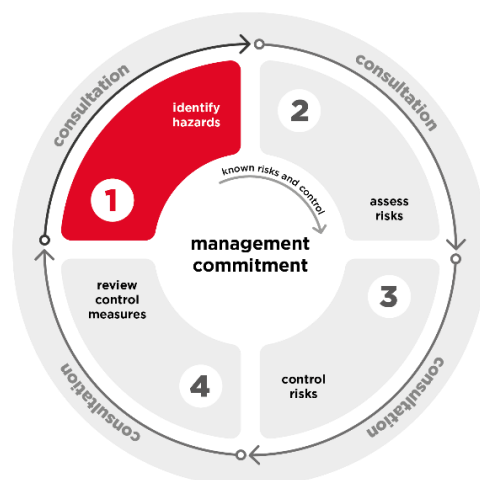 consultation
consultation
identify
hazards
1
2
assess
risks
known risks and control
management
commitment
review
control
measures
4
3
control
risks
consultation
consultation